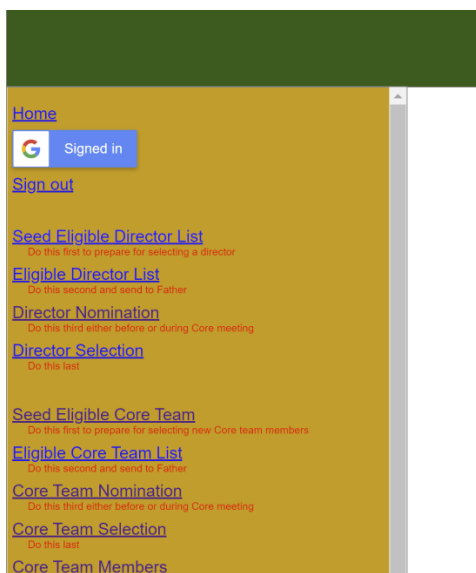 Home
Signed in
Sign out
Seed Eligible Director List
Do this first to prepare for selecting a director
Eligible Director List
Do this second and send to Father
Director Nomination
Do this third either before or during Core meeting
Director Selection
Do this last
Seed Eligible Core Team
Do this first to prepare for selecting new Core team members
Eligible Core Team List
Do this second and send to Father
Core Team Nomination
Do this third either before or during Core meeting
Core Team Selection
Do this last
Core Team Members